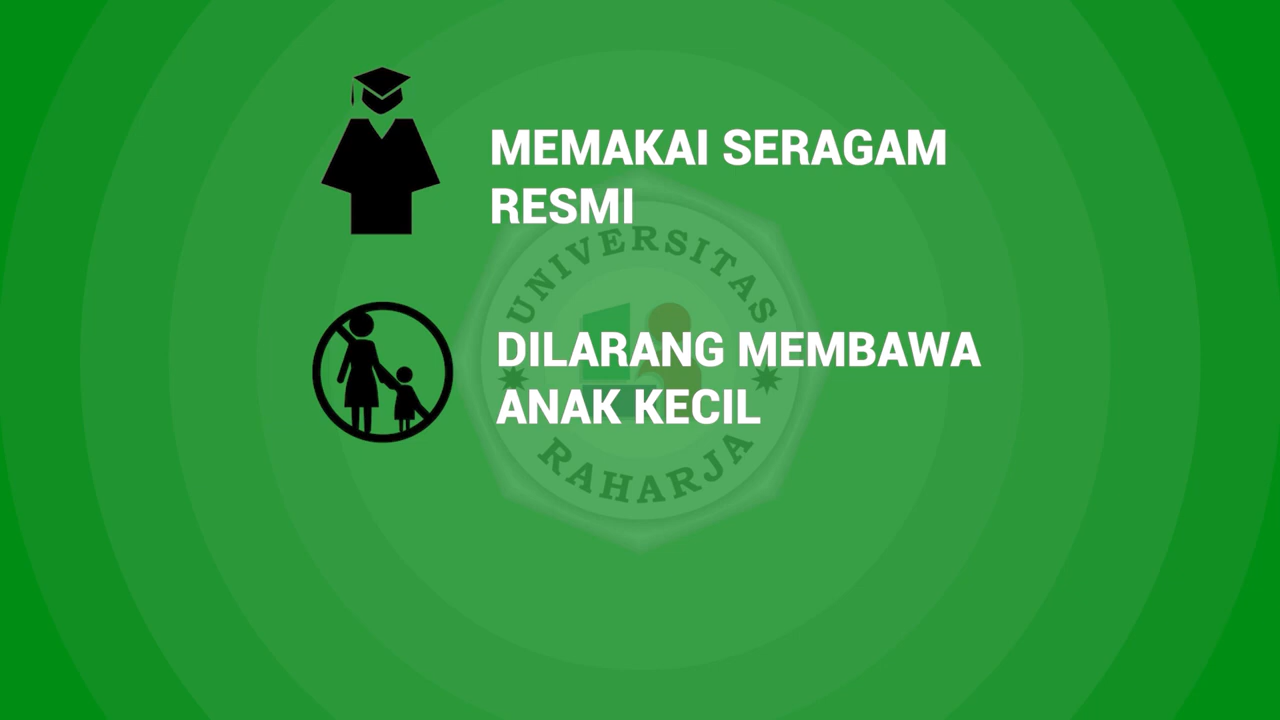 MEMAKAI SERAGAM
RESMI
UNIVERSITAS
DILARANG MEMBAWA
ANAK KECIL
RAHARJA